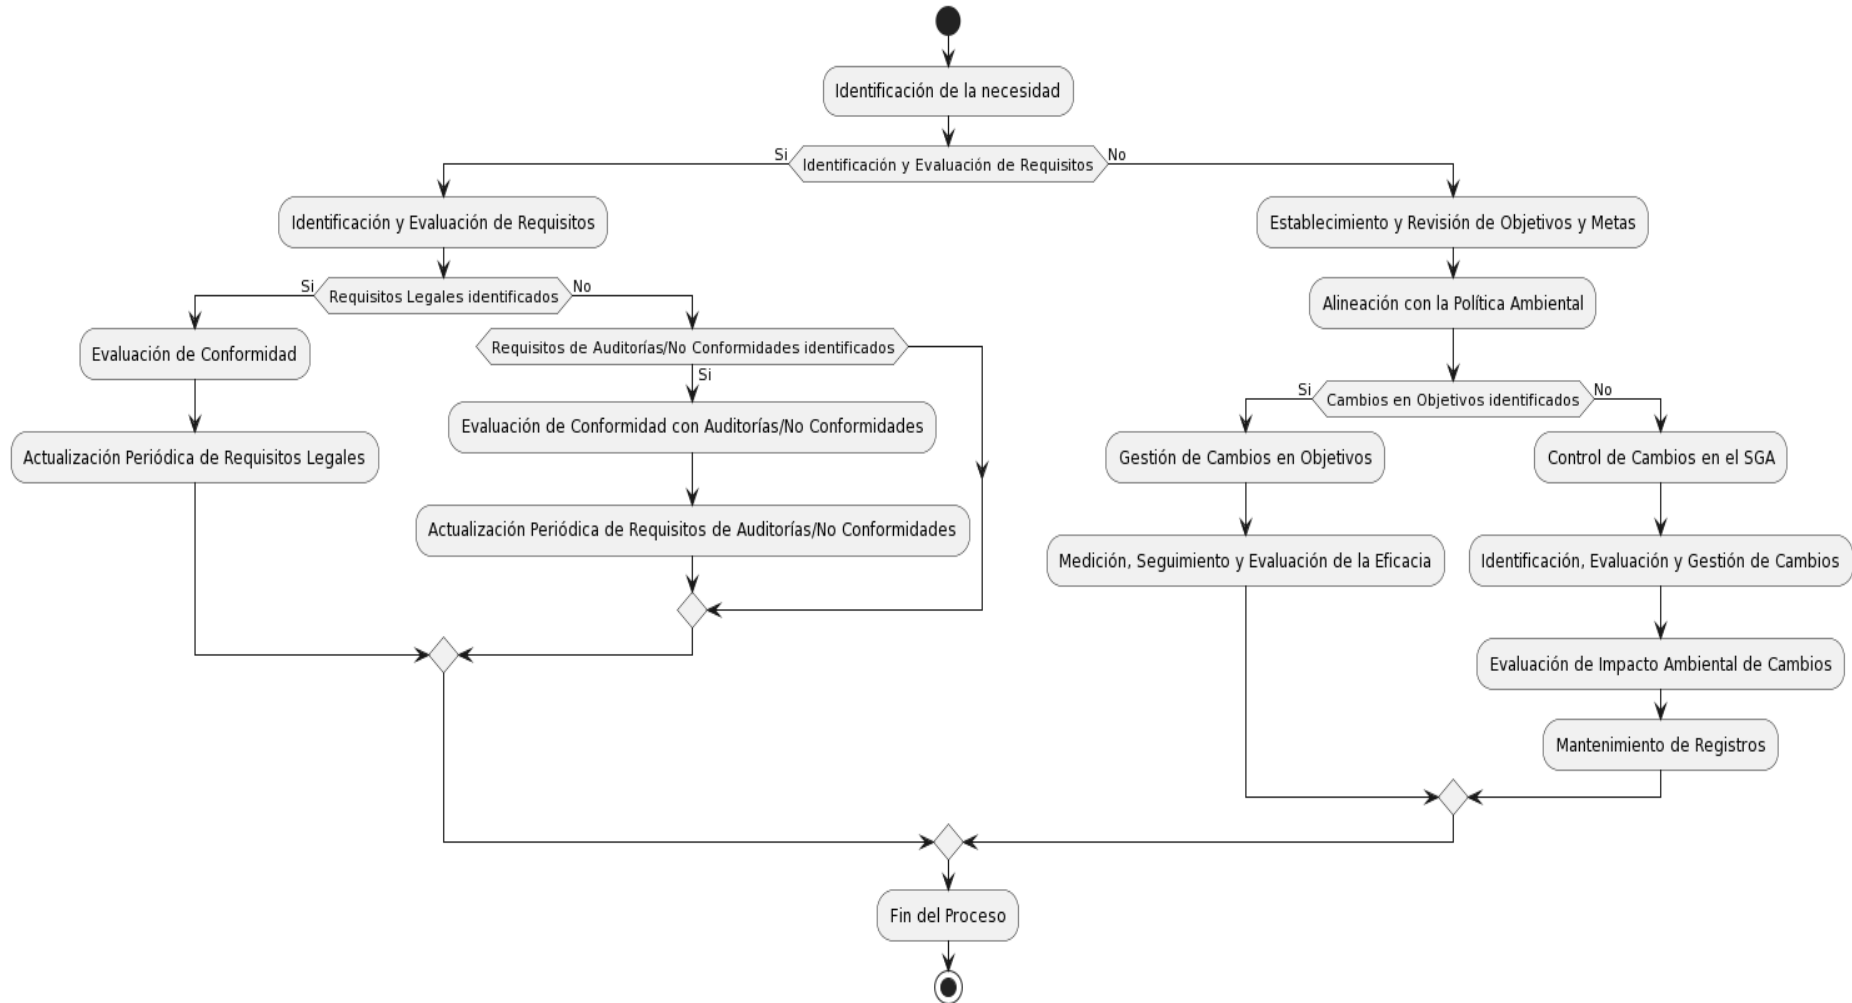 Identificación de la necesidad
Si
Identificación y Evaluación de Requisitos
No
Identificación y Evaluación de Requisitos
Si
Requisitos Legales identificados
No
Evaluación de Conformidad
Actualización Periódica de Requisitos Legales
Requisitos de Auditorías/No Conformidades identificados
Si
Evaluación de Conformidad con Auditorías/No Conformidades
Actualización Periódica de Requisitos de Auditorías/No Conformidades
Establecimiento y Revisión de Objetivos y Metas
Alineación con la Política Ambiental
Si
Cambios en Objetivos identificados
No
Gestión de Cambios en Objetivos
Medición, Seguimiento y Evaluación de la Eficacia
Control de Cambios en el SGA
Identificación, Evaluación y Gestión de Cambios
Evaluación de Impacto Ambiental de Cambios
Mantenimiento de Registros
Fin del Proceso